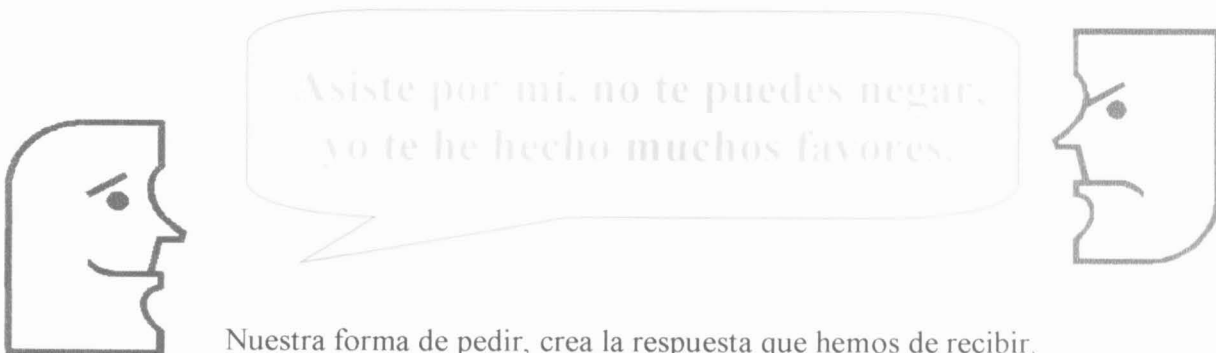 Asiste por mí, no te puedes negar,
yo te he hecho muchos favores.
Nuestra forma de pedir, crea la respuesta que hemos de recibir.